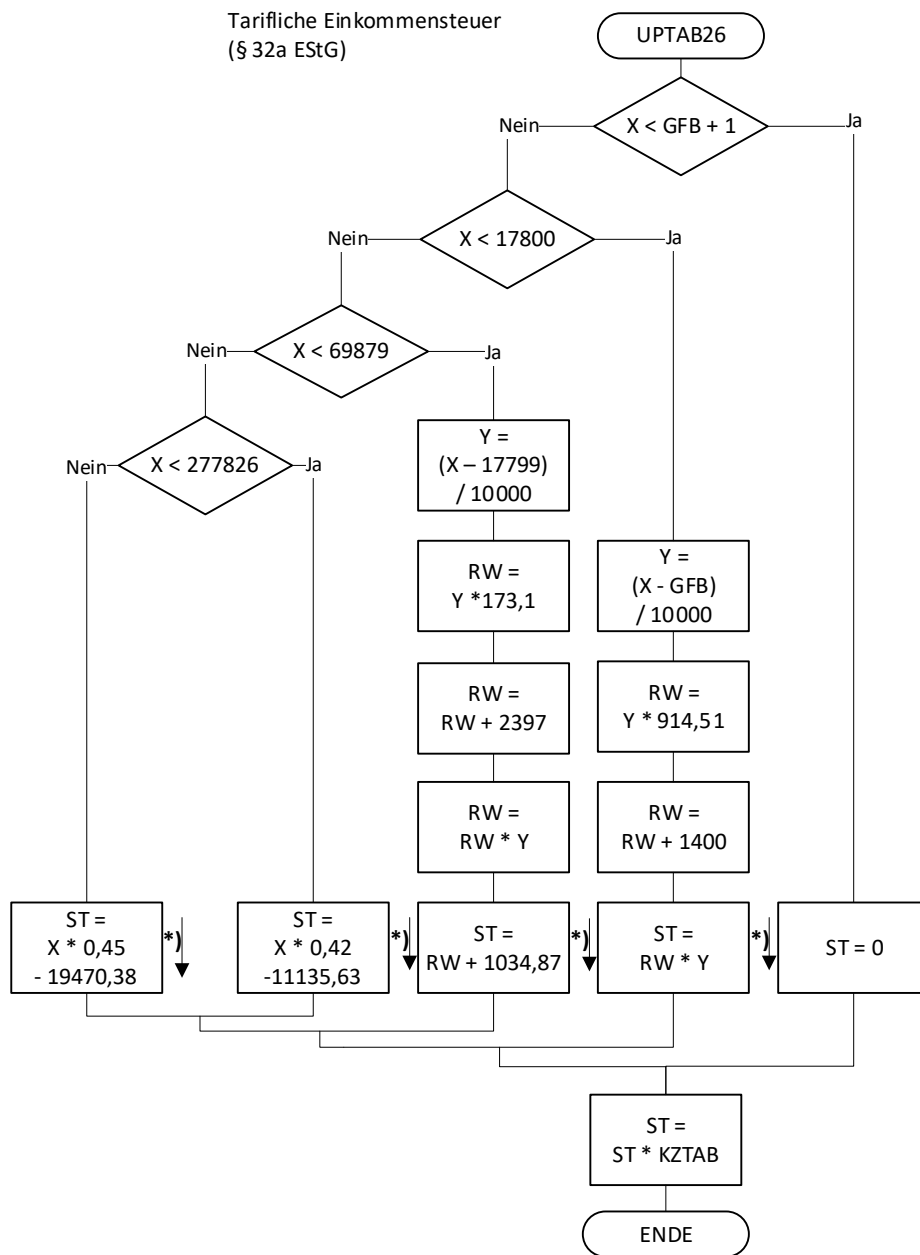 Tarifliche Einkommensteuer
(§ 32a EStG)
UPTAB26
X < GFB + 1
Nein
Ja
X < 17800
Nein
Ja
X < 69879
Nein
Ja
X < 277826
Nein
Ja
Y =
(X – 17799)
/ 10000
RW =
Y *173,1
RW =
RW + 2397
RW =
RW * Y
Y =
(X - GFB)
/ 10000
RW =
Y * 914,51
RW =
RW + 1400
ST =
X * 0,45
- 19470,38
*)
ST =
X * 0,42
-11135,63
*)
ST =
RW + 1034,87
*)
ST =
RW * Y
*)
ST = 0
ST =
ST * KZTAB
ENDE